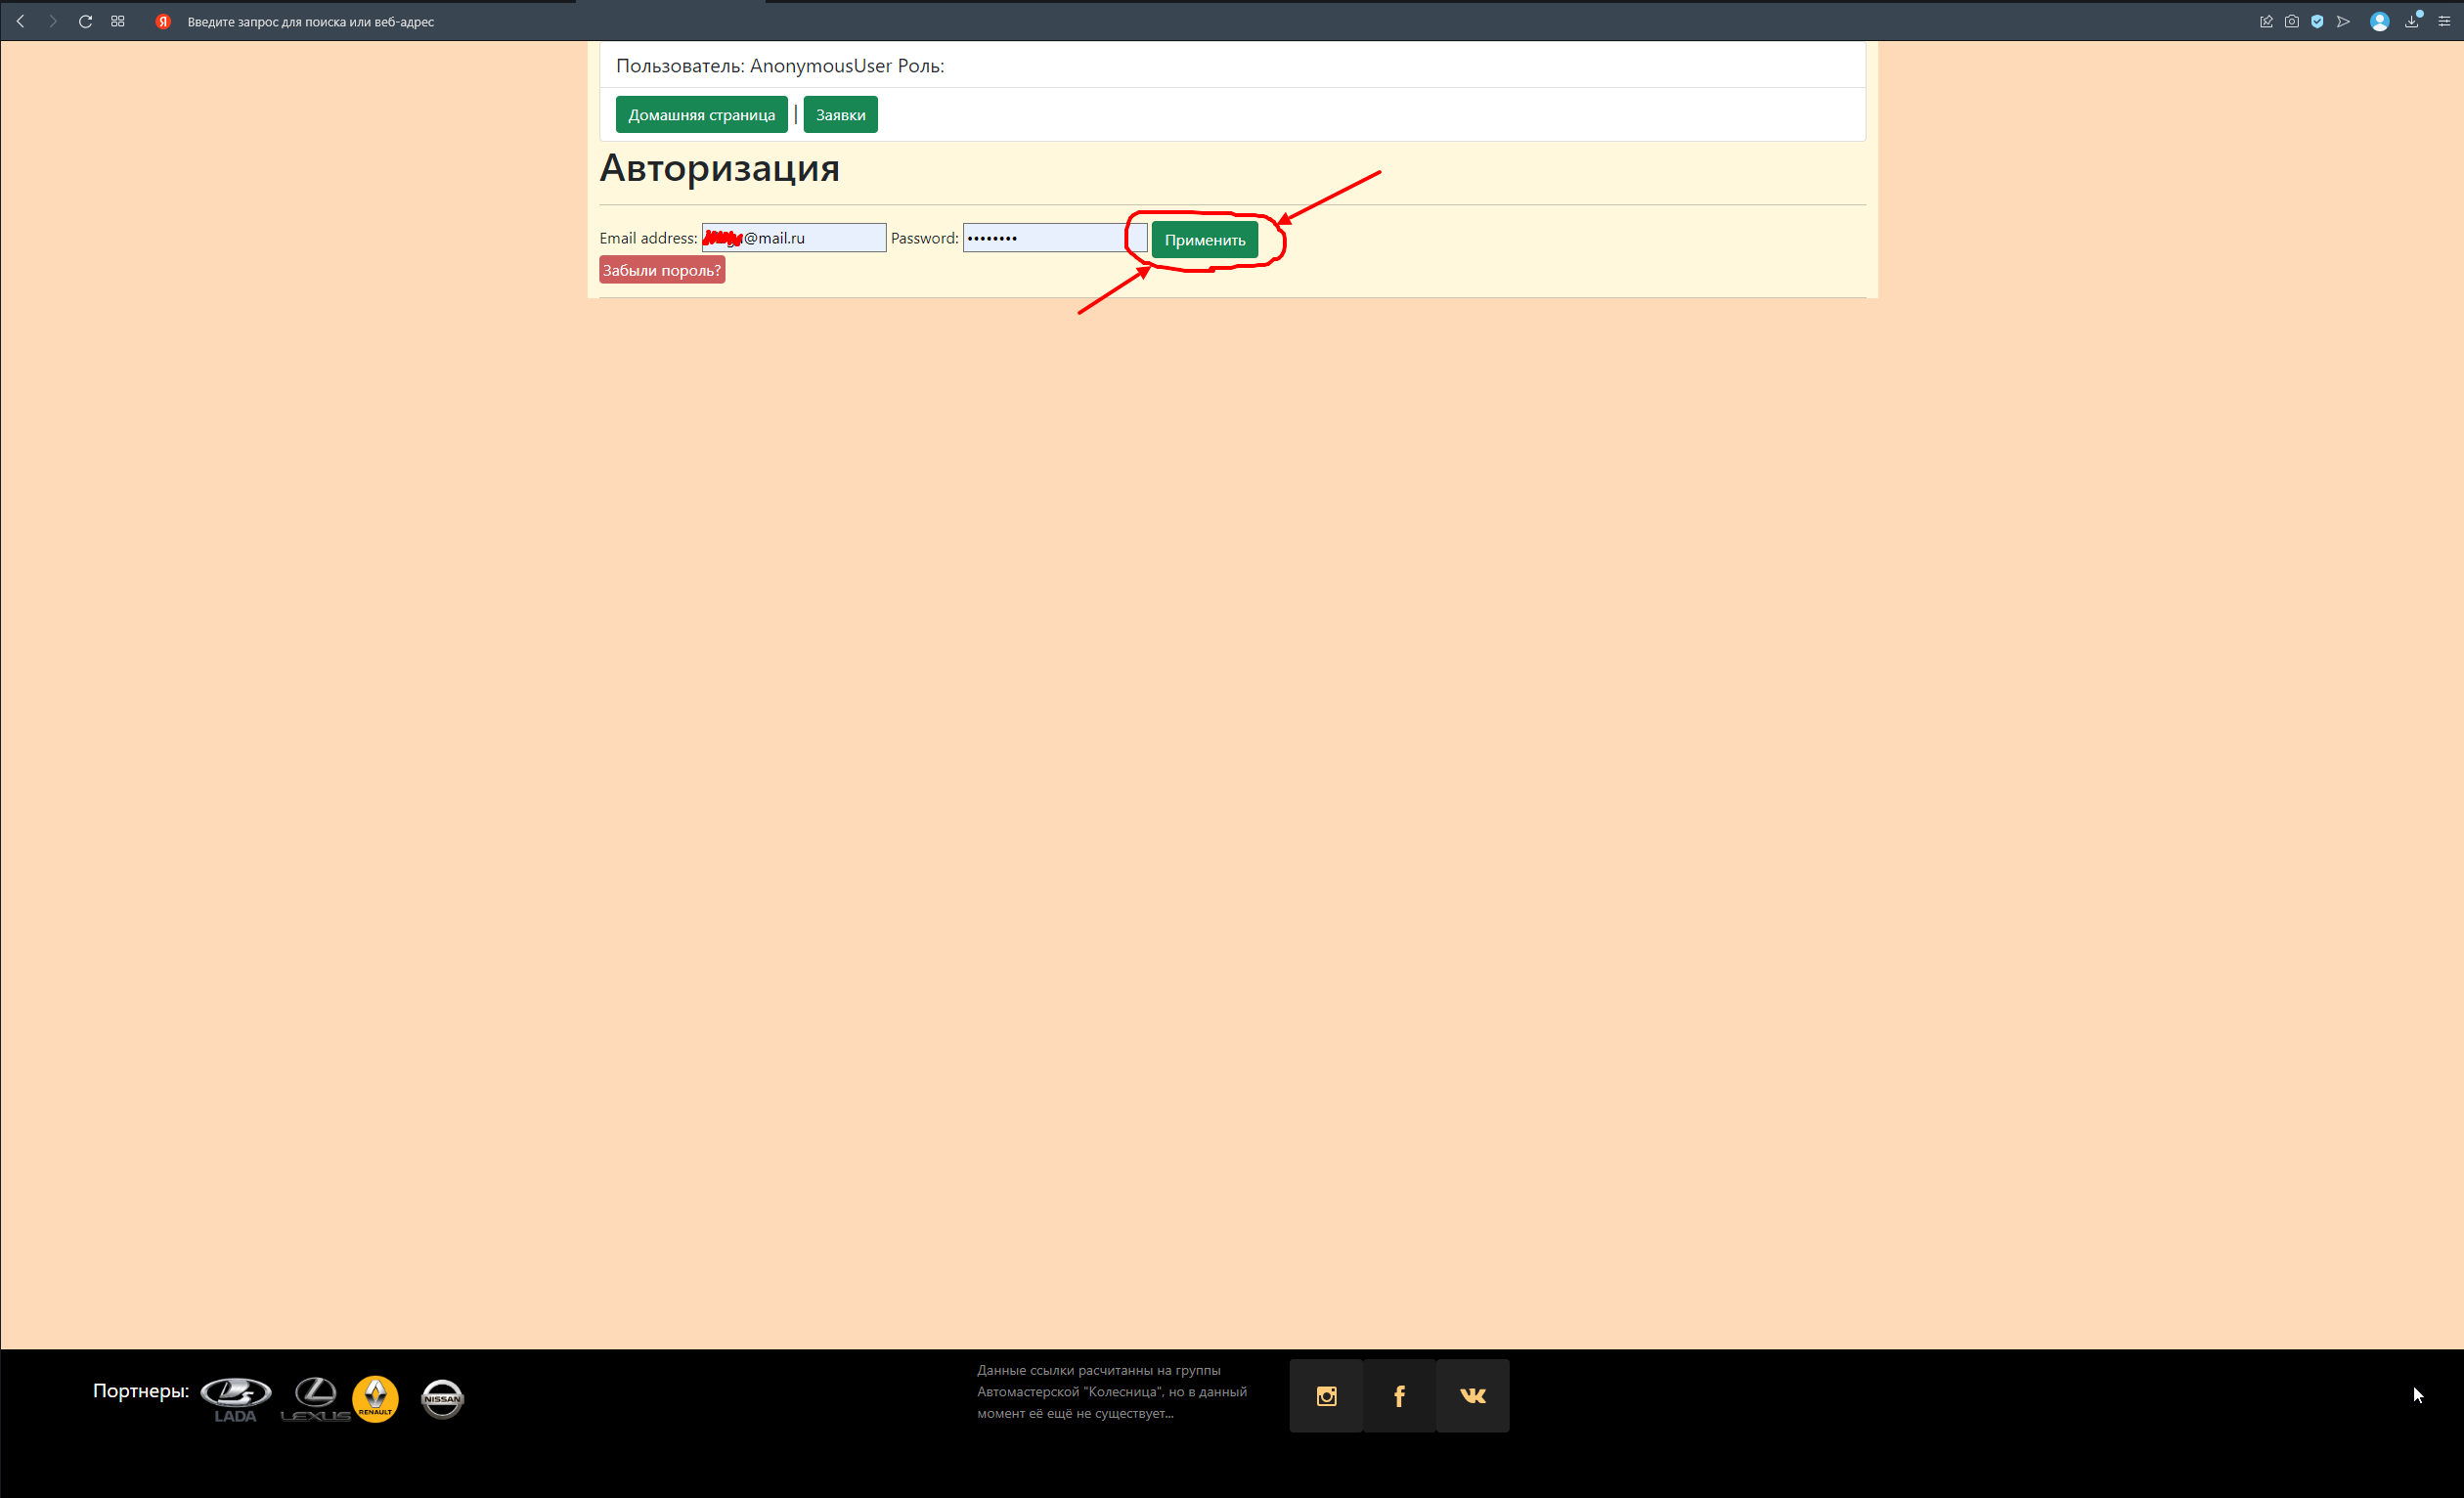 Введите запрос для поиска или веб-адрес
Пользователь: AnonymousUser Роль:
Домашняя страница | Заявки
Авторизация
Email address: @mail.ru Password: •••••••• Применить
Забыли пороль?
Портнеры:
LADA
LEXUS
RENAULT
NISSAN
Данные ссылки расчитанны на группы
Автомастерской "Колесница", но в данный
момент её ещё не существует...